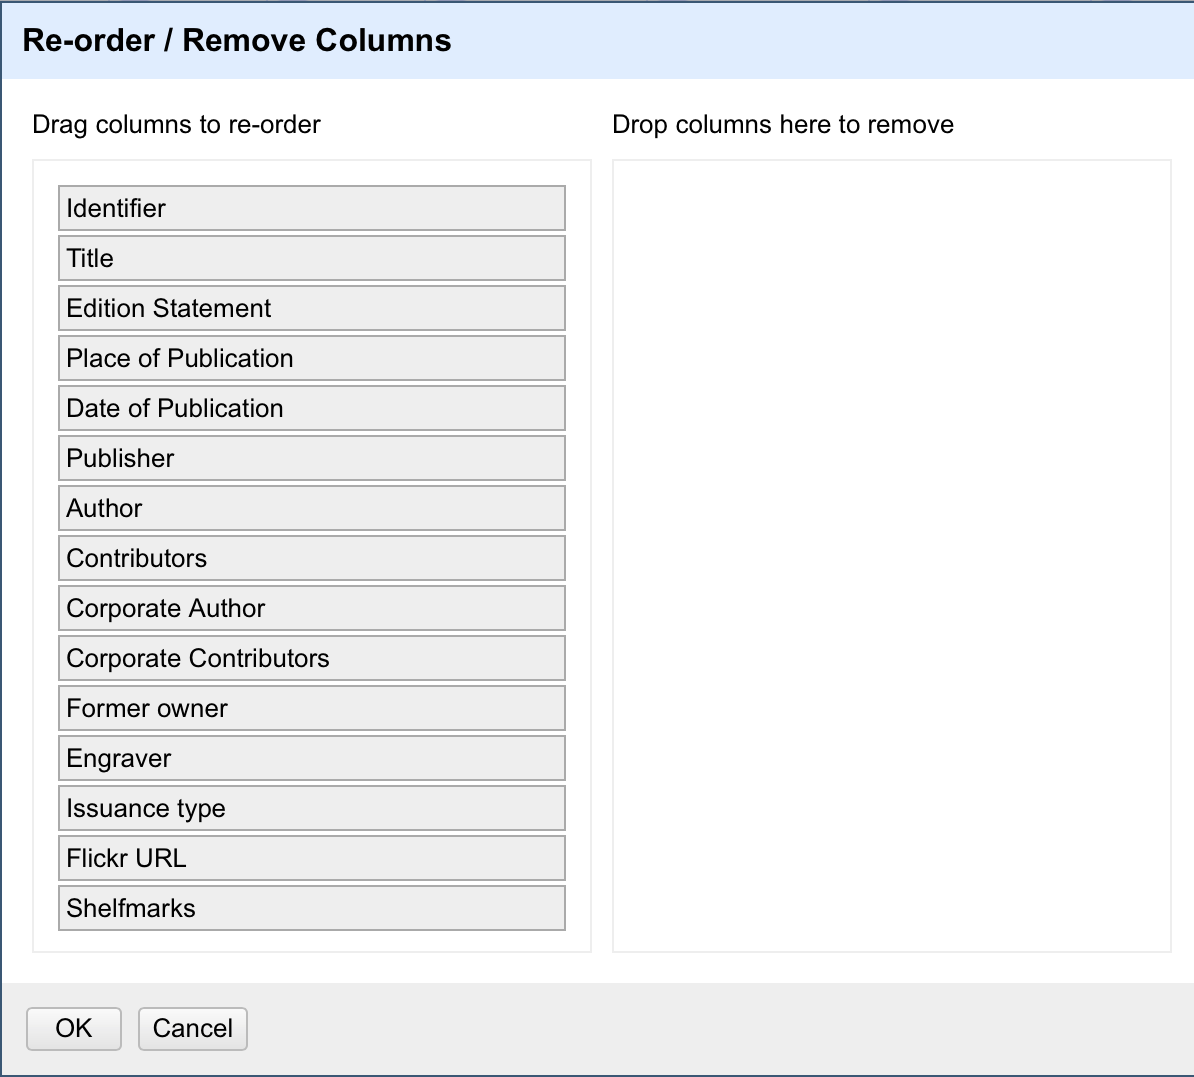 Re-order / Remove Columns
Drag columns to re-order
Drop columns here to remove
Identifier
Title
Edition Statement
Place of Publication
Date of Publication
Publisher
Author
Contributors
Corporate Author
Corporate Contributors
Former owner
Engraver
Issuance type
Flickr URL
Shelfmarks
OK
Cancel